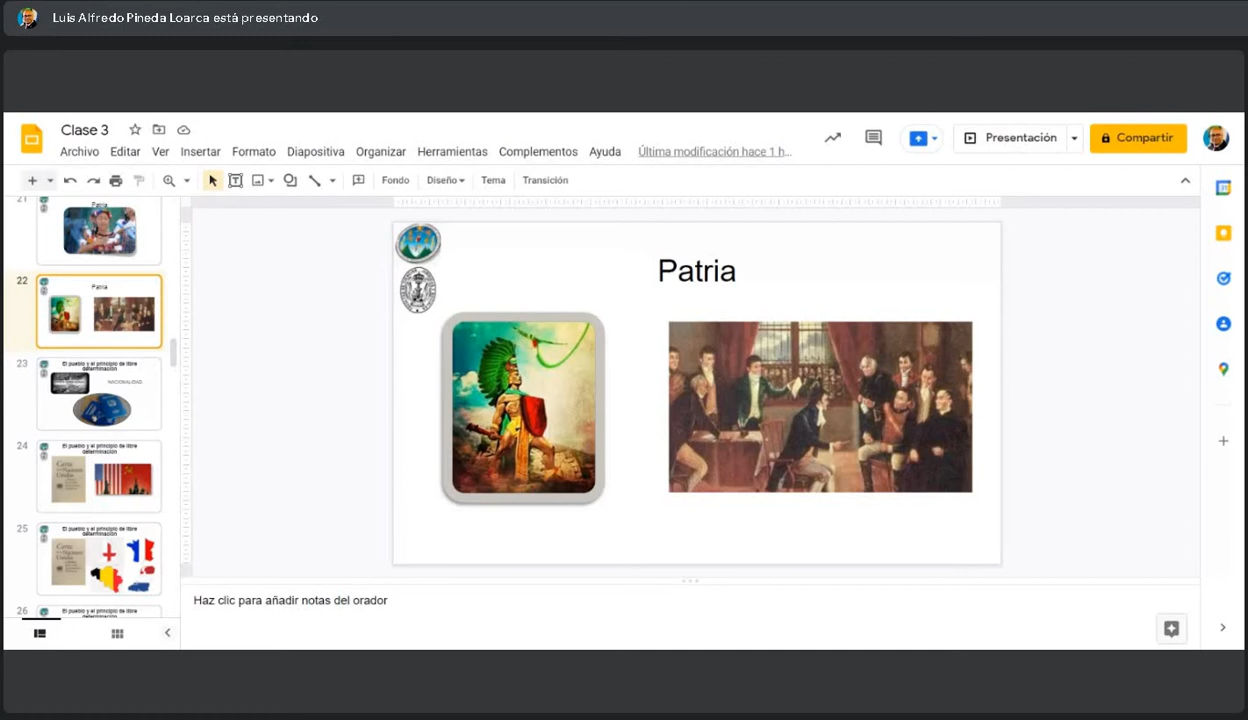 Luis Alfredo Pineda Loarca está presentando
Clase 3
Archivo Editar Ver Insertar Formato Diapositiva Organizar Herramientas Complementos Ayuda Última modificación hace 1 h...
Presentación
Compartir
Fondo Diseño Tema Transición
21
Patria
22
Patria
23
El pueblo y el principio de libre
determinación
NACIONALIDAD
24
El pueblo y el principio de libre
determinación
25
El pueblo y el principio de libre
determinación
26
El pueblo y el principio de libre
Patria
Haz clic para añadir notas del orador